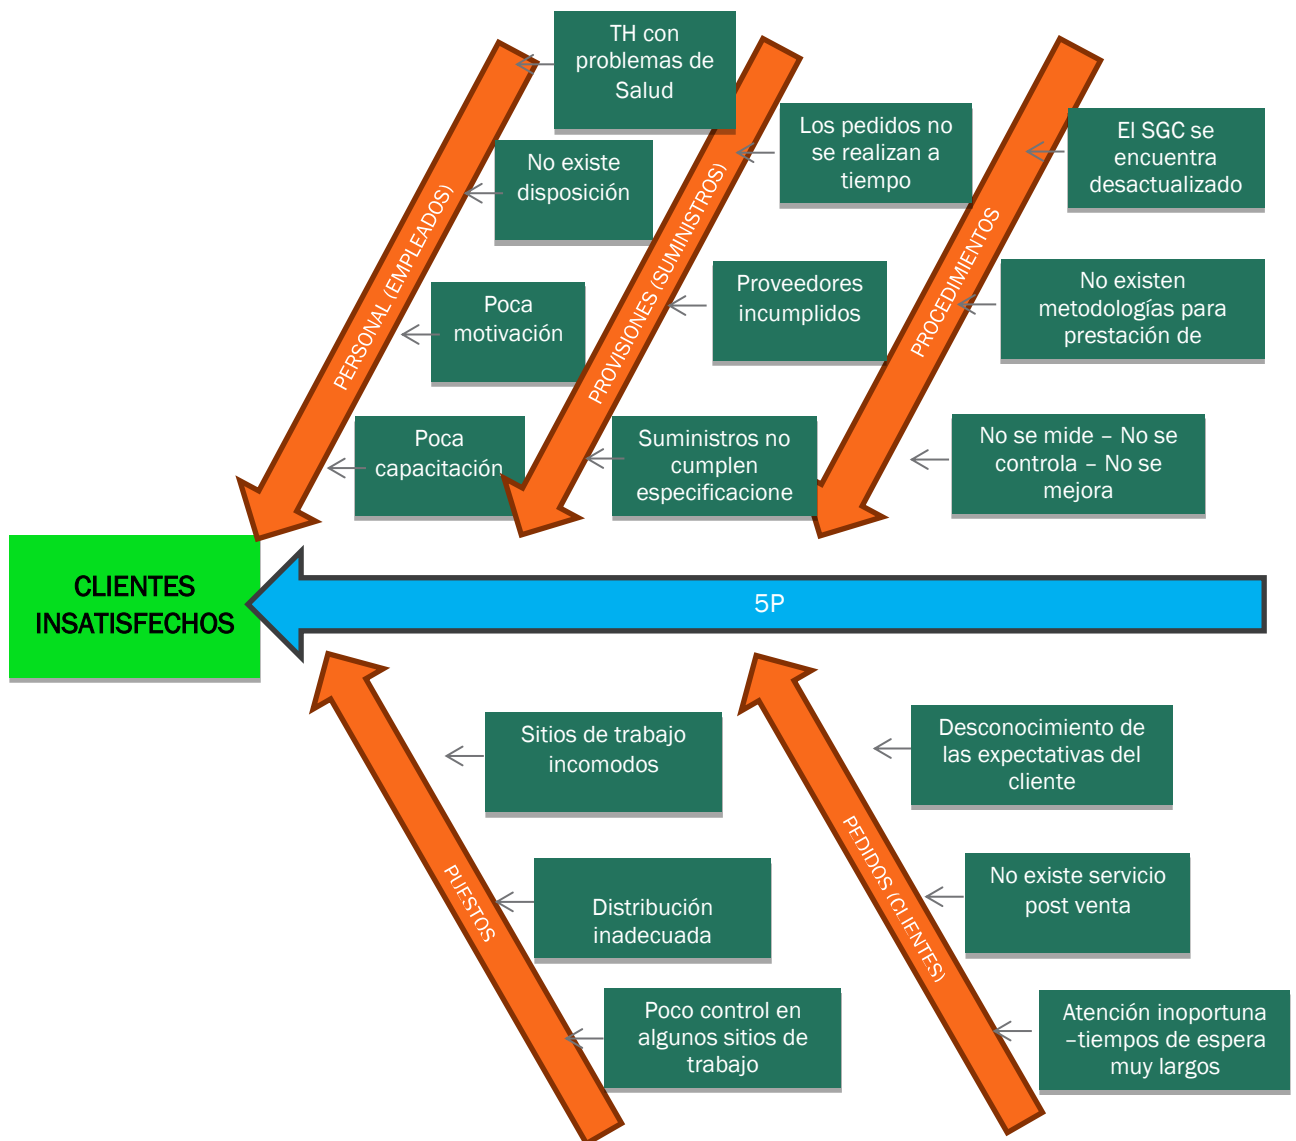 TH con
problemas de
Salud
No existe
disposición
Poca
motivación
Poca
capacitación
PERSONAL (EMPLEADOS)
Los pedidos no
se realizan a
tiempo
Proveedores
incumplidos
Suministros no
cumplen
especificacione
PROVISIONES (SUMINISTROS)
El SGC se
encuentra
desactualizado
No existen
metodologías para
prestación de
No se mide – No se
controla – No se
mejora
PROCEDIMIENTOS
CLIENTES
INSATISFECHOS
5P
Sitios de trabajo
incomodos
Distribución
inadecuada
Poco control en
algunos sitios de
trabajo
PUESTOS
Desconocimiento de
las expectativas del
cliente
No existe servicio
post venta
Atención inoportuna
–tiempos de espera
muy largos
PEDIDOS (CLIENTES)